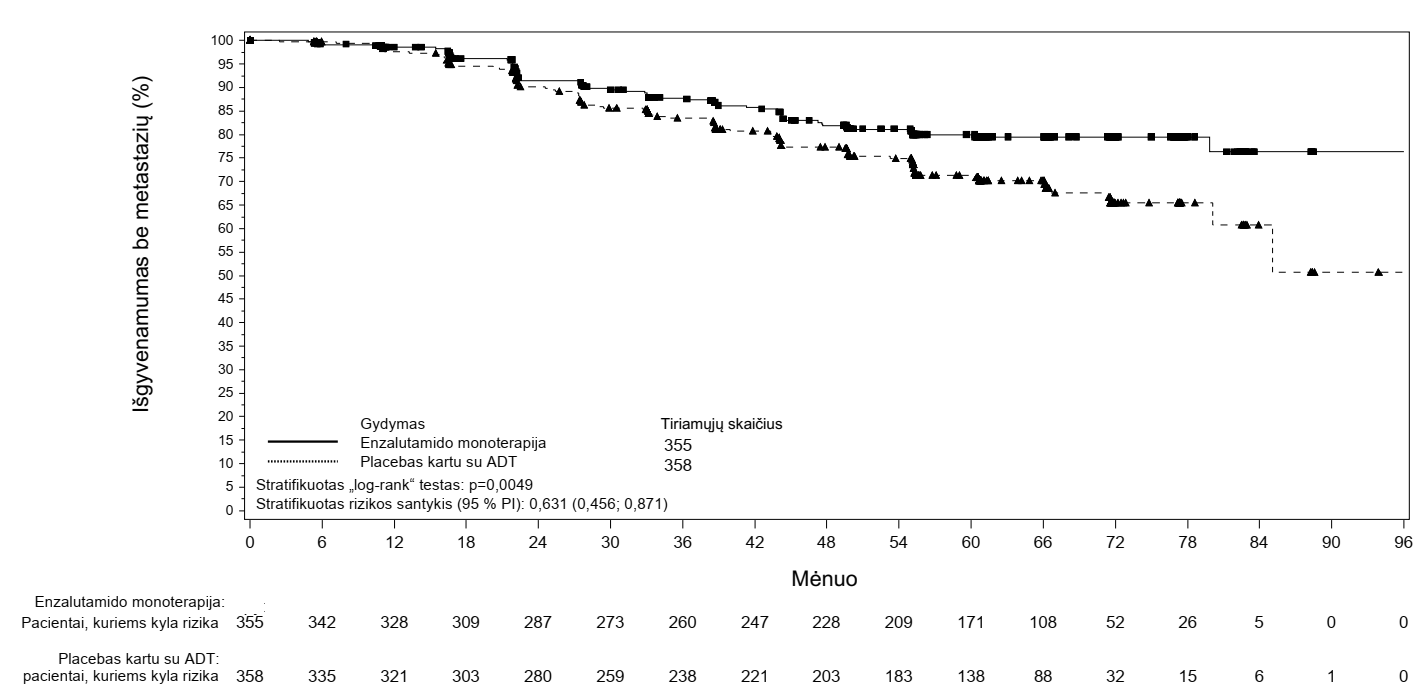 Išgyvenamumas be metastazių (%)
100
95
90
85
80
75
70
65
60
55
50
45
40
35
30
25
20
15
10
5
0
Gydymas Tiriamųjų skaičius
Enzalutamido monoterapija 355
Placebas kartu su ADT 358
Stratifikuotas „log-rank“ testas: p=0,0049
Stratifikuotas rizikos santykis (95 % PI): 0,631 (0,456; 0,871)
0 6 12 18 24 30 36 42 48 54 60 66 72 78 84 90 96
Mėnuo
Enzalutamido monoterapija:
Pacientai, kuriems kyla rizika 355 342 328 309 287 273 260 247 228 209 171 108 52 26 5 0 0
Placebas kartu su ADT:
pacientai, kuriems kyla rizika 358 335 321 303 280 259 238 221 203 183 138 88 32 15 6 1 0